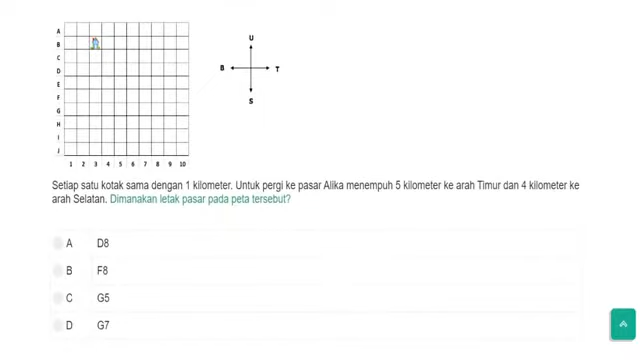 A
B
C
D
E
F
G
H
I
J
1 2 3 4 5 6 7 8 9 10
U
B T
S
Setiap satu kotak sama dengan 1 kilometer. Untuk pergi ke pasar Alika menempuh 5 kilometer ke arah Timur dan 4 kilometer ke
arah Selatan. Dimanakan letak pasar pada peta tersebut?
A D8
B F8
C G5
D G7